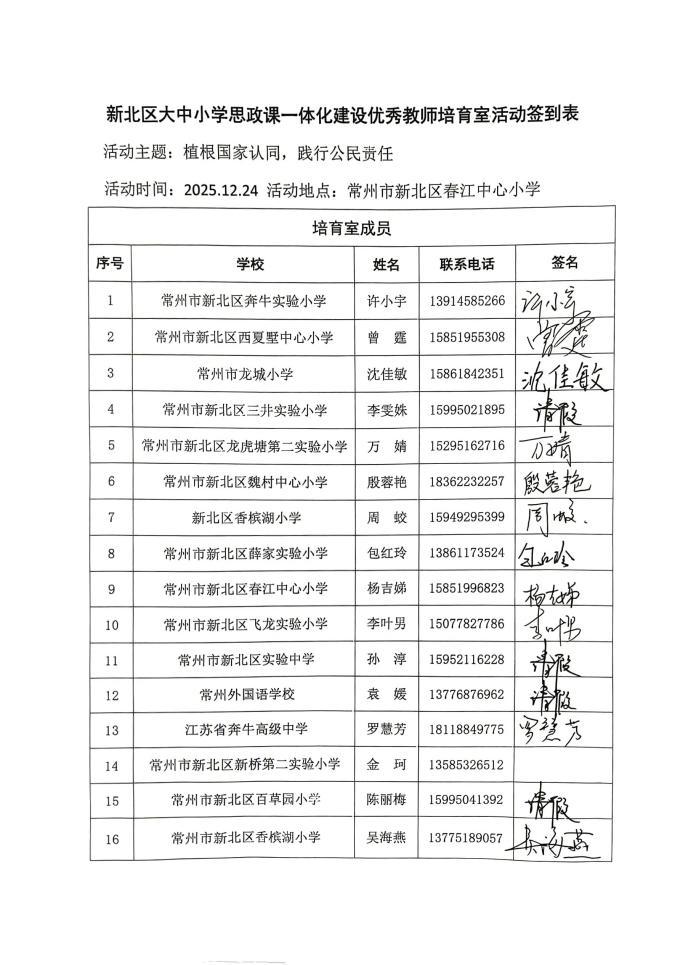 新北区大中小学思政课一体化建设优秀教师培育室活动签到表
活动主题：植根国家认同，践行公民责任
活动时间：2025.12.24 活动地点：常州市新北区春江中心小学
培育室成员
序号 学校 姓名 联系电话 签名
1 常州市新北区奔牛实验小学 许小宇 13914585266 许小宇
2 常州市新北区西夏墅中心小学 曾 霆 15851955308 曾霆
3 常州市龙城小学 沈佳敏 15861842351 沈佳敏
4 常州市新北区三井实验小学 李雯姝 15995021895 请假
5 常州市新北区龙虎塘第二实验小学 万 婧 15295162716 万婧
6 常州市新北区魏村中心小学 殷蓉艳 18362232257 殷蓉艳
7 新北区香槟湖小学 周 蛟 15949295399 周蛟
8 常州市新北区薛家实验小学 包红玲 13861173524 包红玲
9 常州市新北区春江中心小学 杨吉娣 15851996823 杨吉娣
10 常州市新北区飞龙实验小学 李叶男 15077827786 李叶男
11 常州市新北区实验中学 孙 淳 15952116228 请假
12 常州外国语学校 袁 媛 13776876962 请假
13 江苏省奔牛高级中学 罗慧芳 18118849775 罗慧芳
14 常州市新北区新桥第二实验小学 金 珂 13585326512
15 常州市新北区百草园小学 陈丽梅 15995041392 请假
16 常州市新北区香槟湖小学 吴海燕 13775189057 吴海燕